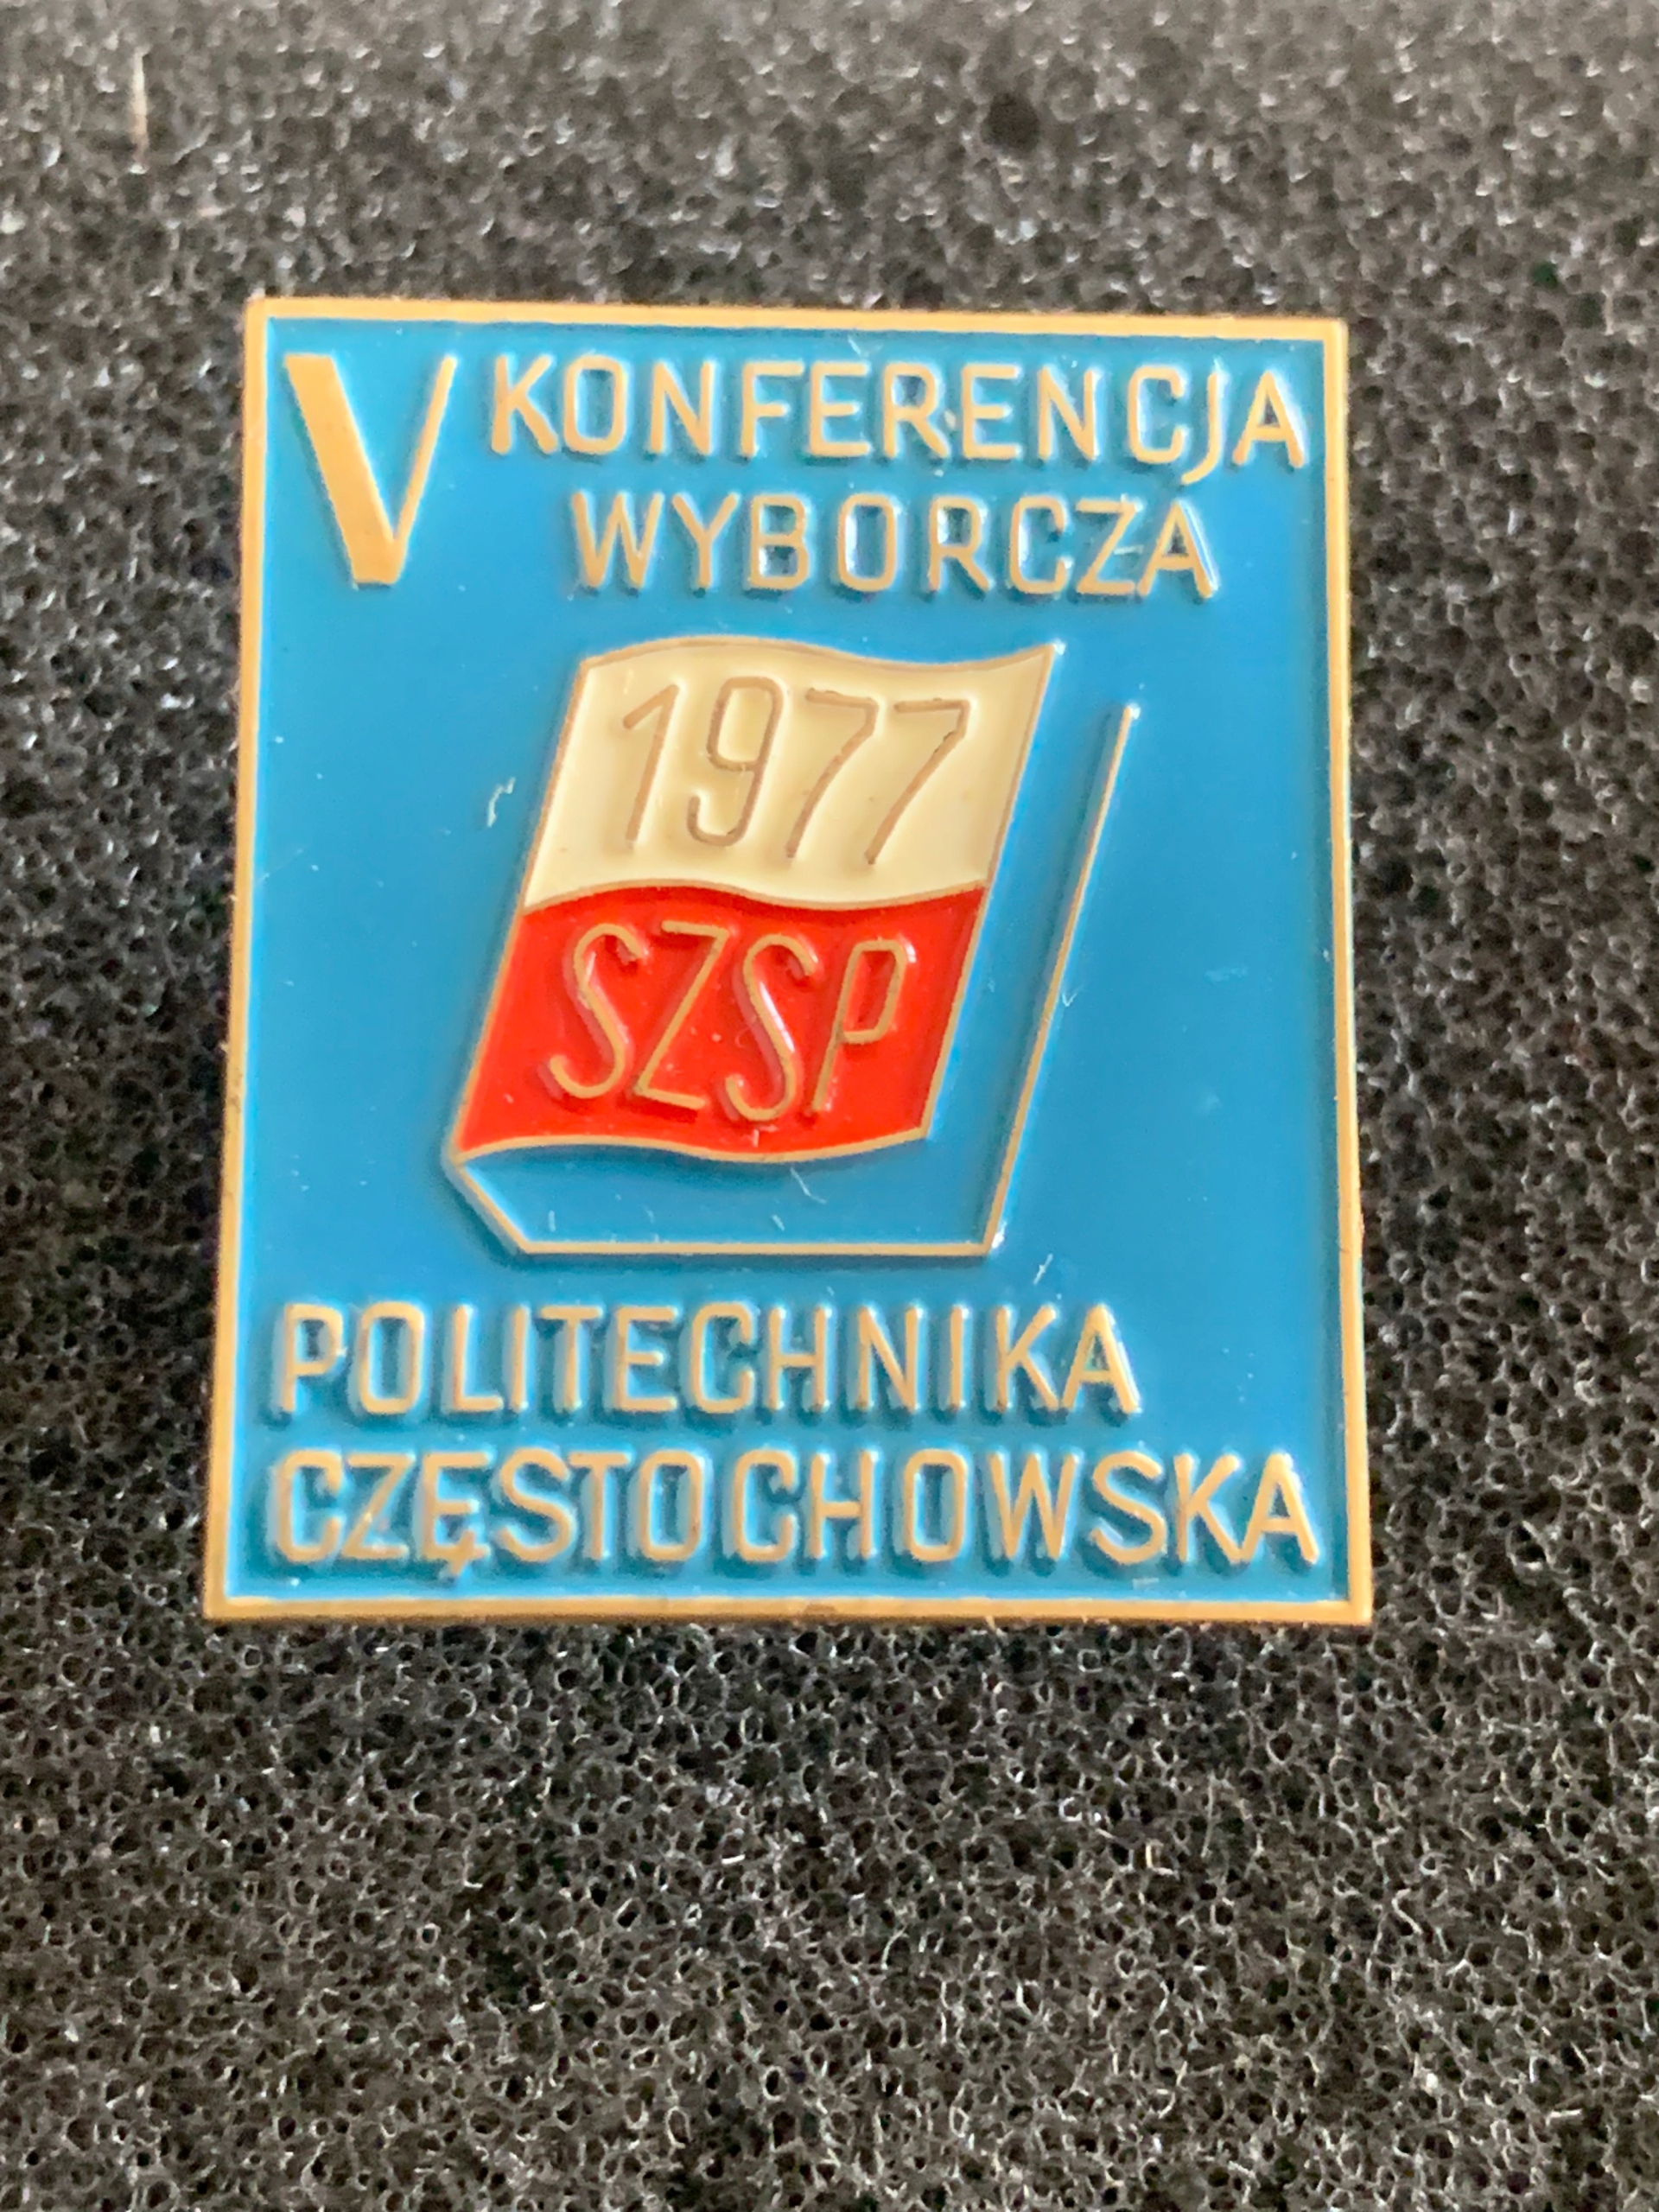 V KONFERENCJA
WYBORCZA
1977
SZSP
POLITECHNIKA
CZĘSTOCHOWSKA